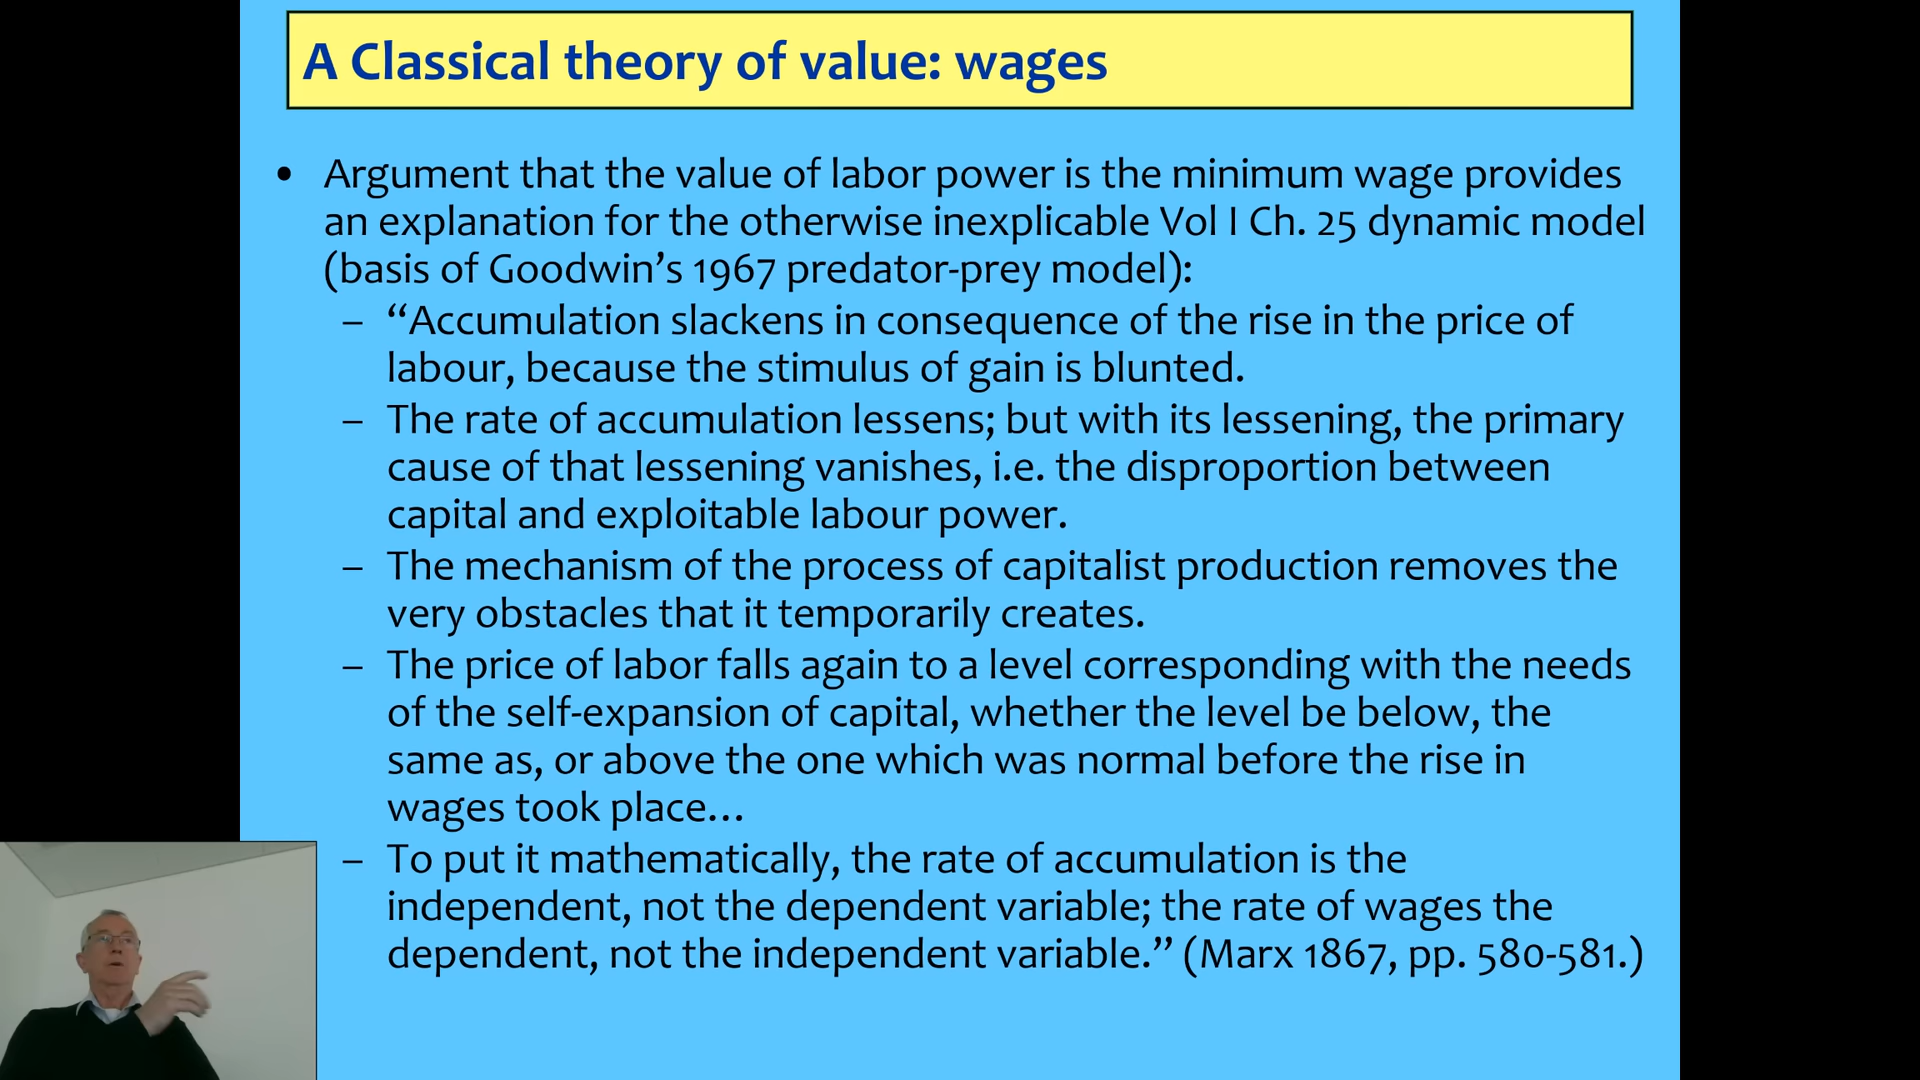 A Classical theory of value: wages
• Argument that the value of labor power is the minimum wage provides
an explanation for the otherwise inexplicable Vol I Ch. 25 dynamic model
(basis of Goodwin’s 1967 predator-prey model):
– “Accumulation slackens in consequence of the rise in the price of
labour, because the stimulus of gain is blunted.
– The rate of accumulation lessens; but with its lessening, the primary
cause of that lessening vanishes, i.e. the disproportion between
capital and exploitable labour power.
– The mechanism of the process of capitalist production removes the
very obstacles that it temporarily creates.
– The price of labor falls again to a level corresponding with the needs
of the self-expansion of capital, whether the level be below, the
same as, or above the one which was normal before the rise in
wages took place…
– To put it mathematically, the rate of accumulation is the
independent, not the dependent variable; the rate of wages the
dependent, not the independent variable.” (Marx 1867, pp. 580-581.)